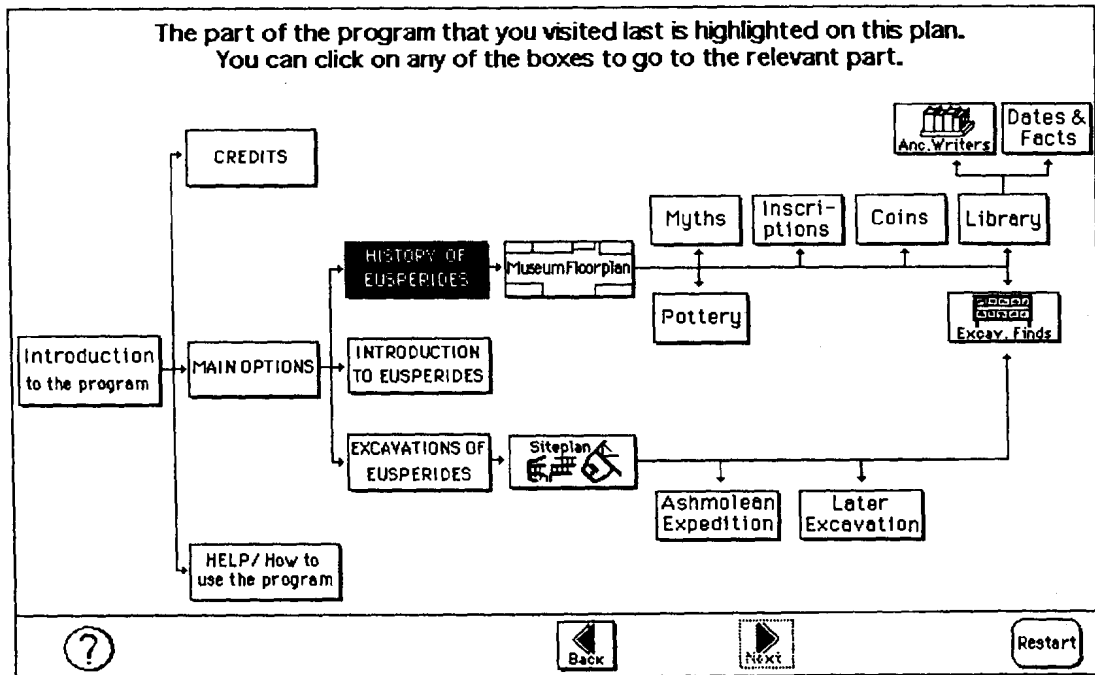 The part of the program that you visited last is highlighted on this plan.
You can click on any of the boxes to go to the relevant part.
CREDITS
Anc. Writers
Dates &
Facts
Myths
Inscri-
ptions
Coins
Library
HISTORY OF
EUSPERIDES
Museum Floorplan
Pottery
Excav. Finds
Introduction
to the program
MAIN OPTIONS
INTRODUCTION
TO EUSPERIDES
EXCAVATIONS OF
EUSPERIDES
Siteplan
Ashmolean
Expedition
Later
Excavation
HELP/ How to
use the program
?
Back
Next
Restart